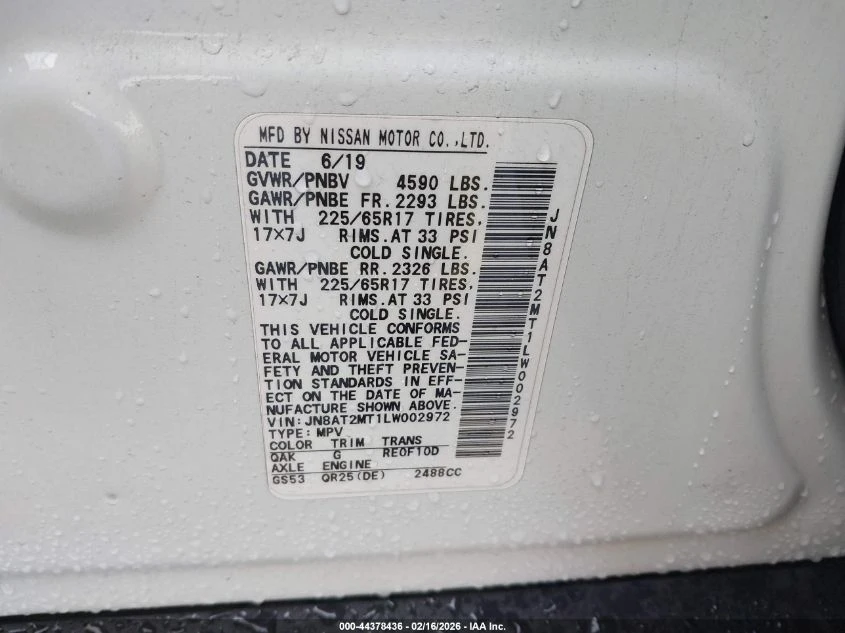 MFD BY NISSAN MOTOR CO.,LTD.
DATE 6/19
GVWR/PNBV 4590 LBS.
GAWR/PNBE FR.2293 LBS.
WITH 225/65R17 TIRES,
17×7J RIMS.AT 33 PSI
COLD SINGLE.
GAWR/PNBE RR.2326 LBS.
WITH 225/65R17 TIRES,
17×7J RIMS.AT 33 PSI
COLD SINGLE.
THIS VEHICLE CONFORMS
TO ALL APPLICABLE FED-
ERAL MOTOR VEHICLE SA-
FETY AND THEFT PREVEN-
TION STANDARDS IN EFF-
ECT ON THE DATE OF MA-
NUFACTURE SHOWN ABOVE.
VIN:JN8AT2MT1LW002972
TYPE:MPV
COLOR TRIM TRANS
QAK G RE0F10D
AXLE ENGINE
GS53 QR25(DE) 2488CC
JN8AT2MT1LW002972
000-44378436 - 02/16/2026 - IAA Inc.